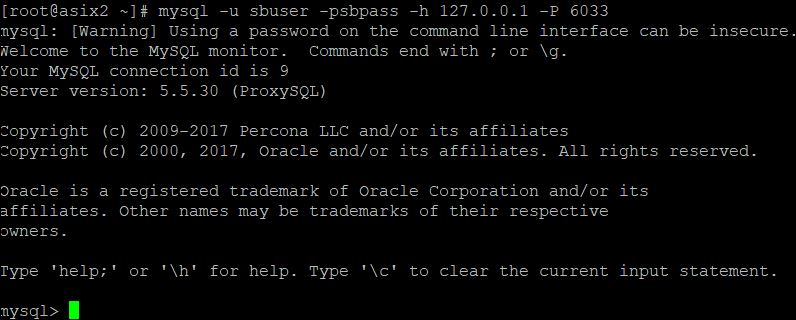 [root@asix2 ~]# mysql -u sbuser -psbpass -h 127.0.0.1 -P 6033
mysql: [Warning] Using a password on the command line interface can be insecure.
Welcome to the MySQL monitor.  Commands end with ; or \g.
Your MySQL connection id is 9
Server version: 5.5.30 (ProxySQL)

Copyright (c) 2009-2017 Percona LLC and/or its affiliates
Copyright (c) 2000, 2017, Oracle and/or its affiliates. All rights reserved.

Oracle is a registered trademark of Oracle Corporation and/or its
affiliates. Other names may be trademarks of their respective
owners.

Type 'help;' or '\h' for help. Type '\c' to clear the current input statement.

mysql>